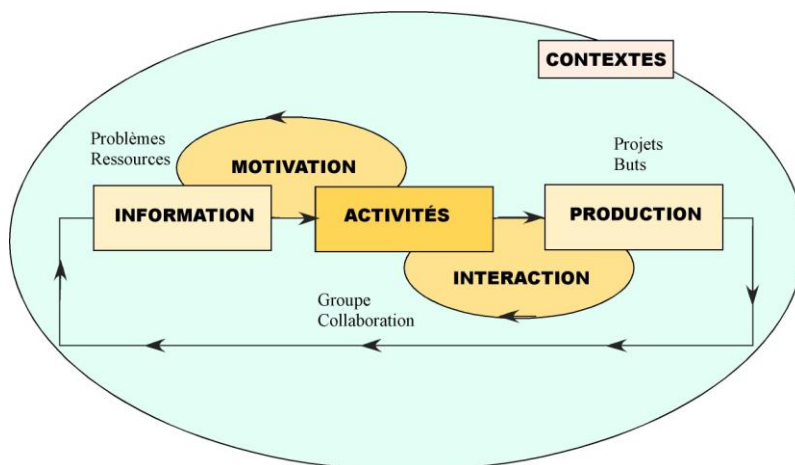 CONTEXTES
Problèmes
Ressources
MOTIVATION
Projets
Buts
INFORMATION
ACTIVITÉS
PRODUCTION
INTERACTION
Groupe
Collaboration